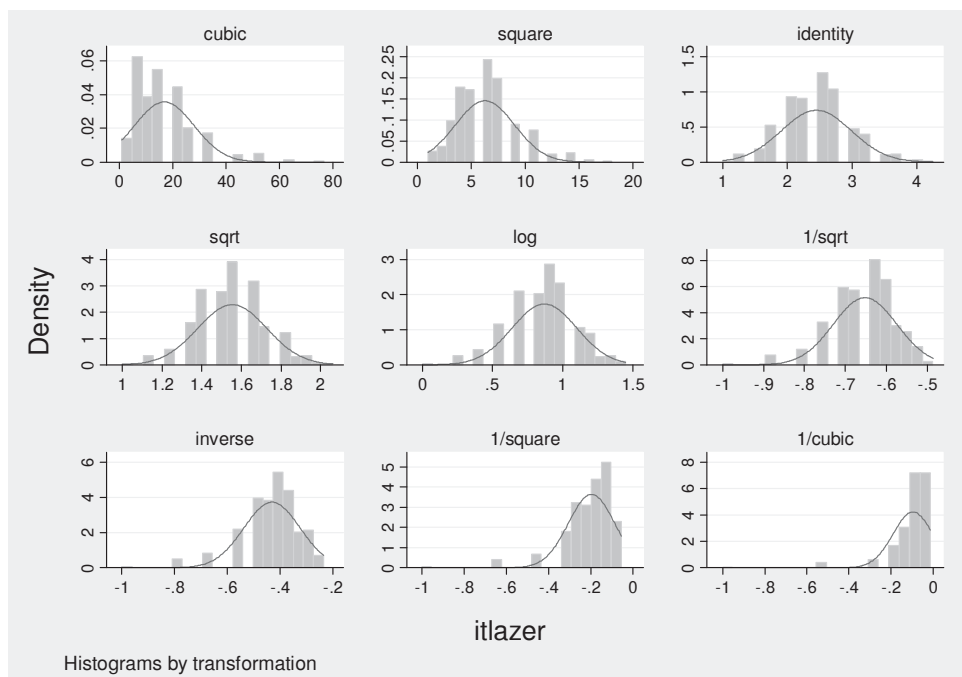 cubic
0 .02 .04 .06
0 20 40 60 80
square
0 .05 .1 .15 .2 .25
0 5 10 15 20
identity
0 .5 1 1.5
1 2 3 4
sqrt
0 1 2 3 4
1 1.2 1.4 1.6 1.8 2
log
0 1 2 3
0 .5 1 1.5
1/sqrt
0 2 4 6 8
-1 -.9 -.8 -.7 -.6 -.5
inverse
0 2 4 6
-1 -.8 -.6 -.4 -.2
1/square
0 1 2 3 4 5
-1 -.8 -.6 -.4 -.2 0
1/cubic
0 2 4 6 8
-1 -.8 -.6 -.4 -.2 0
Density
itlazer
Histograms by transformation